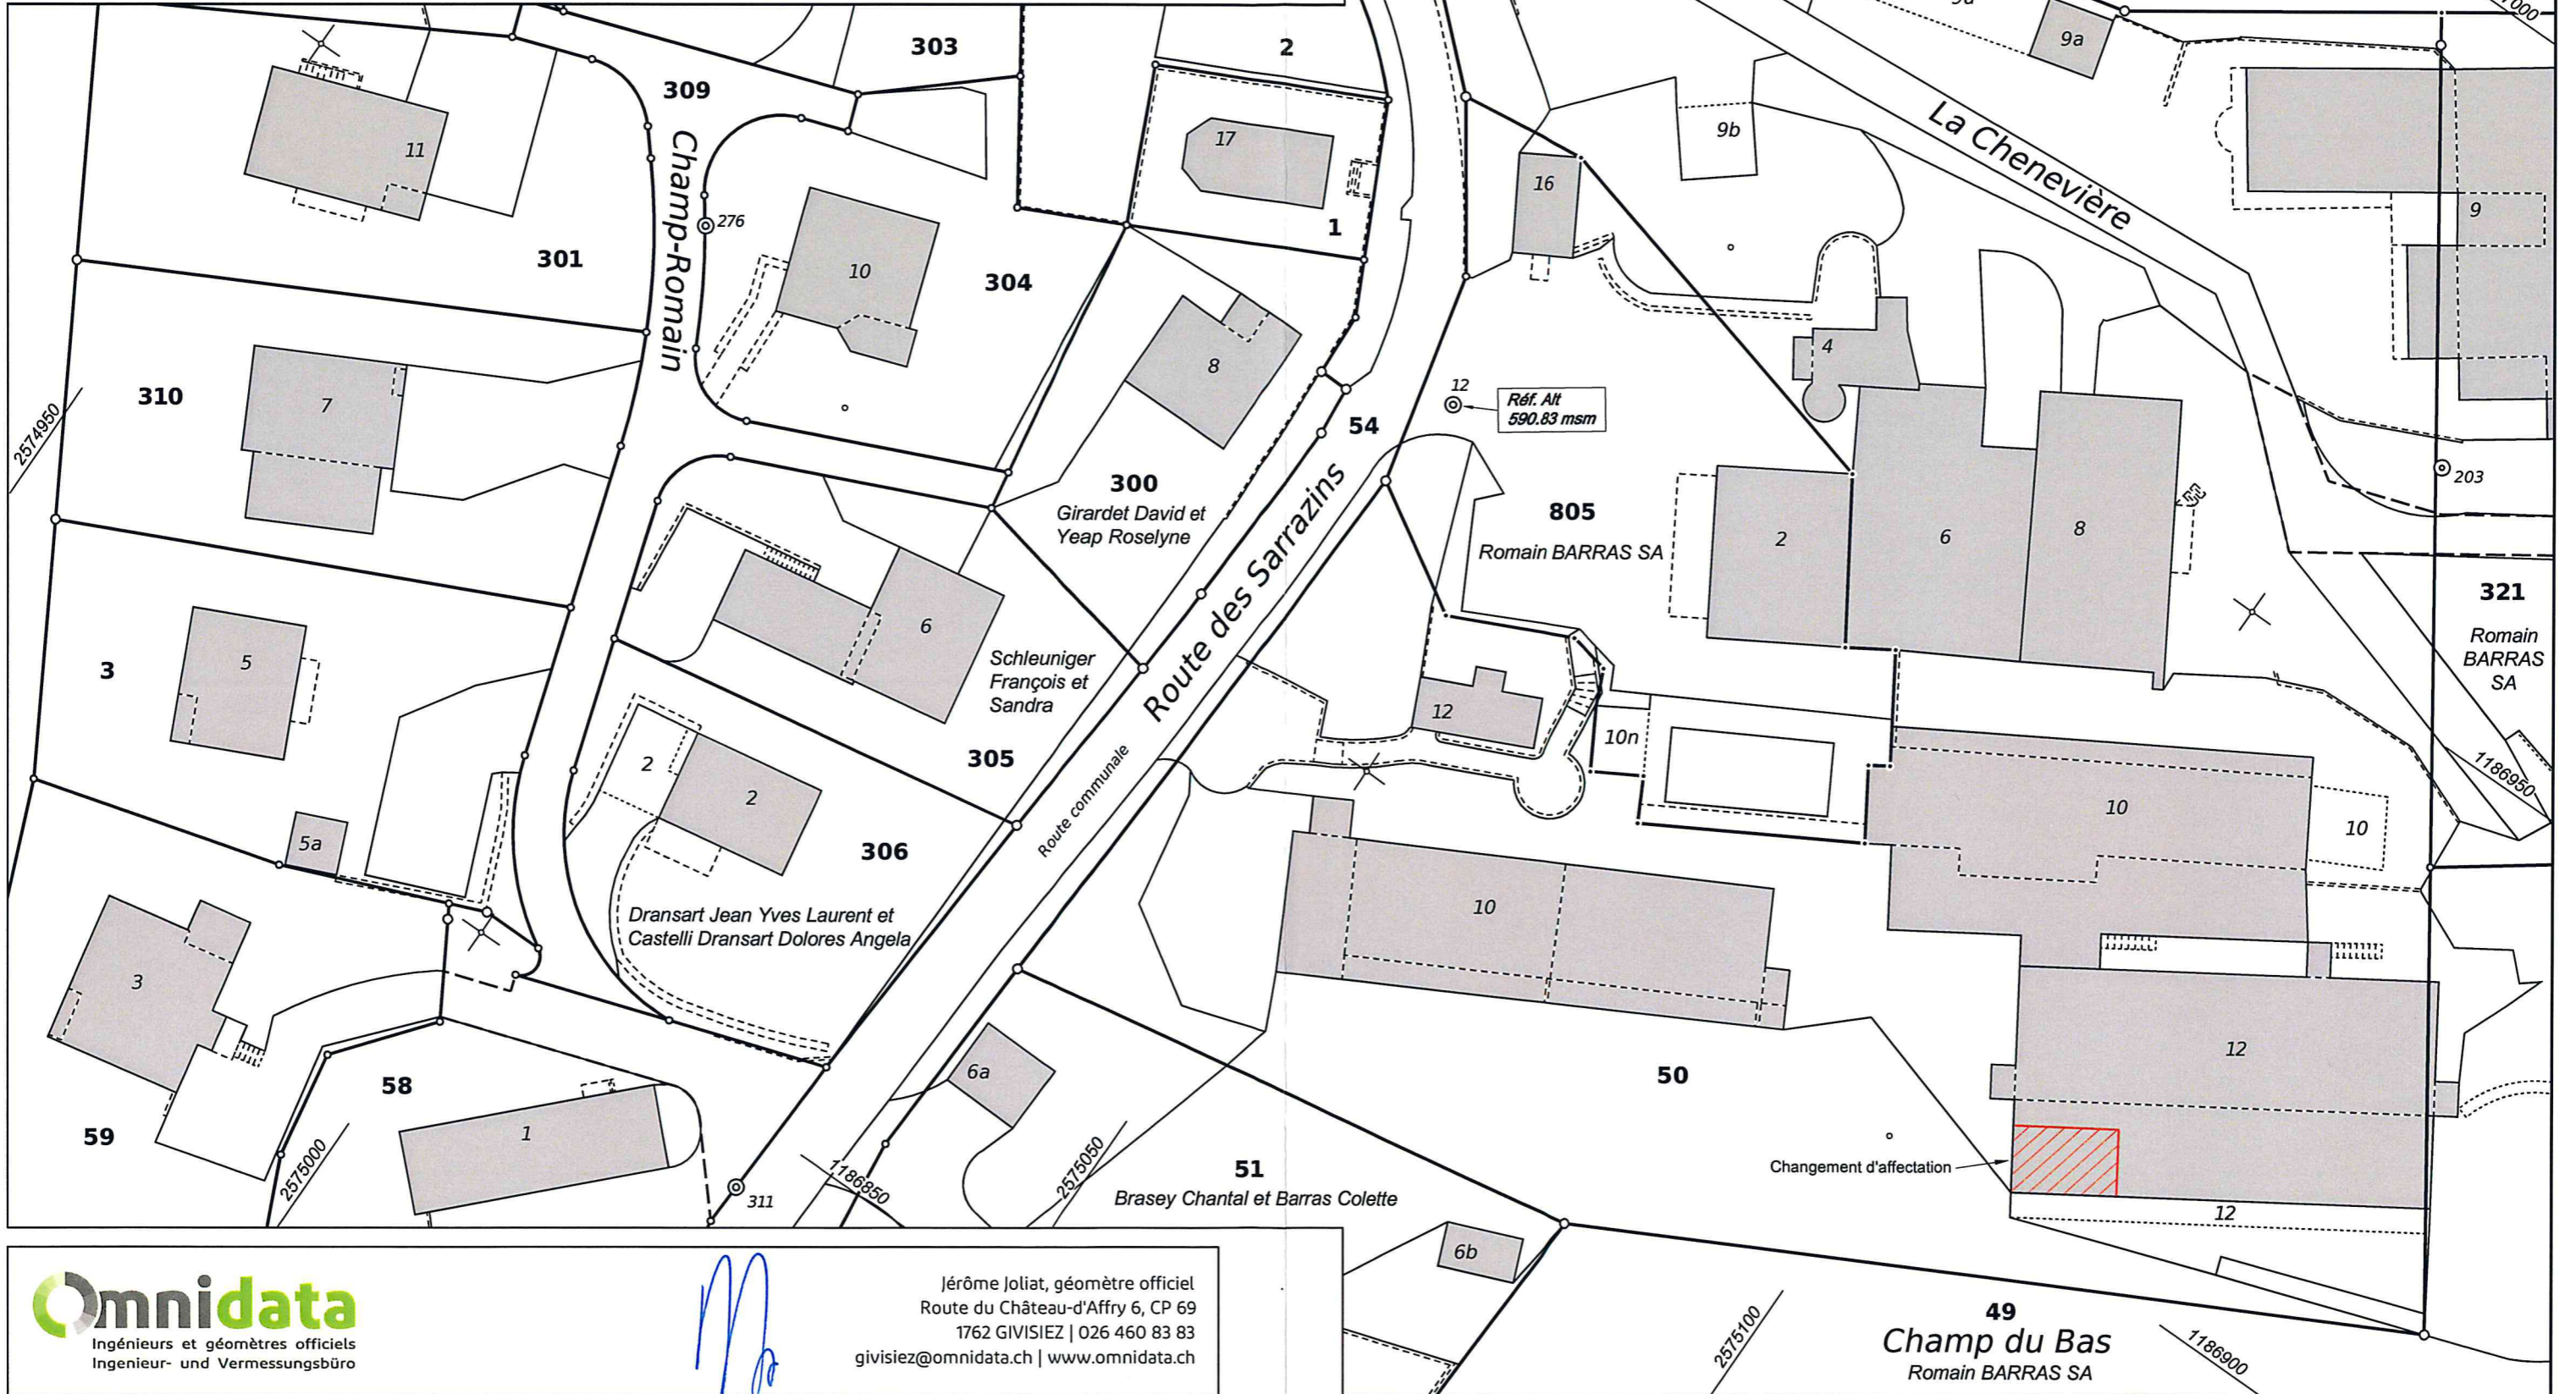 303
2
309
9a
7000
La Chenevière
Champ-Romain
11
17
9b
16
9
276
301
10
304
1
310
7
8
4
12
Réf. Alt
590.83 msm
54
2574950
300
Girardet David et
Yeap Roselyne
805
Romain BARRAS SA
2
6
8
203
321
Romain
BARRAS
SA
3
5
6
Schleuniger
François et
Sandra
305
Route des Sarrazins
Route communale
12
10n
10
10
1186950
2
2
306
5a
Dransart Jean Yves Laurent et
Castelli Dransart Dolores Angela
10
3
58
59
1
6a
50
12
2575000
311
1186850
2575050
51
Brasey Chantal et Barras Colette
Changement d'affectation
12
6b
Omnidata
Ingénieurs et géomètres officiels
Ingenieur- und Vermessungsbüro
Jérôme Joliat, géomètre officiel
Route du Château-d'Affry 6, CP 69
1762 GIVISIEZ | 026 460 83 83
givisiez@omnidata.ch | www.omnidata.ch
2575100
49
Champ du Bas
Romain BARRAS SA
1186900